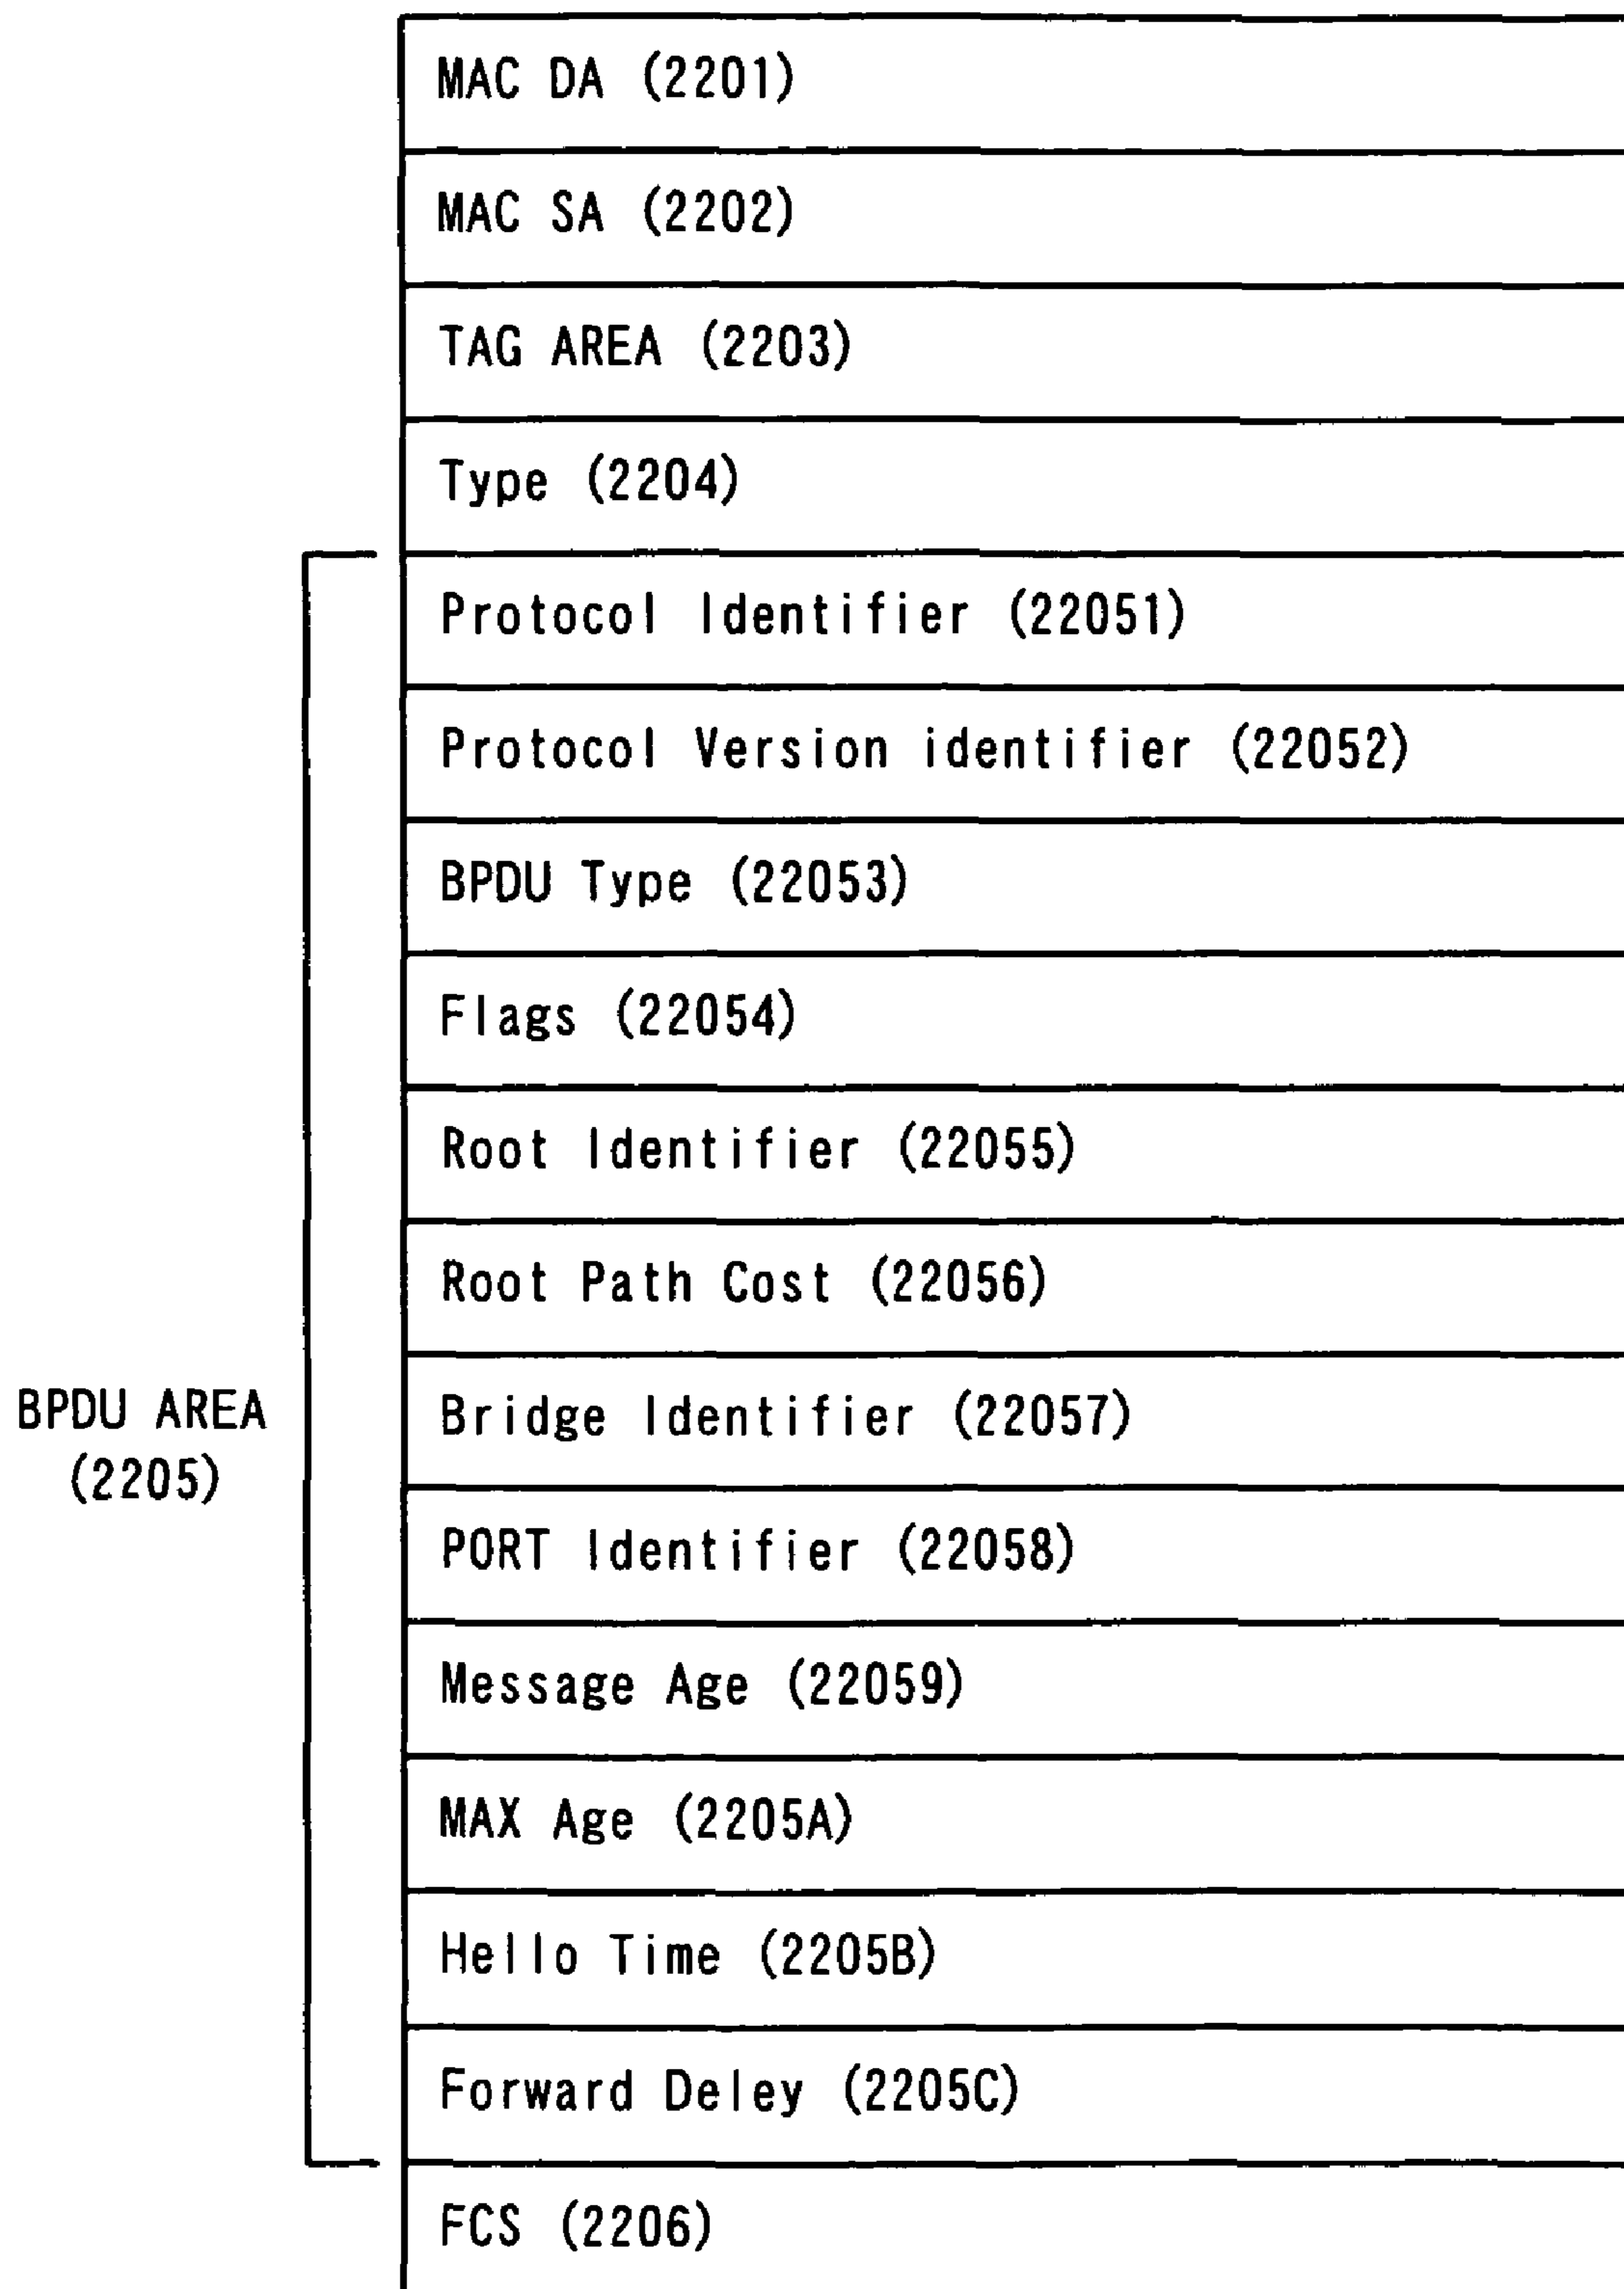 MAC DA (2201)
MAC SA (2202)
TAG AREA (2203)
Type (2204)
Protocol Identifier (22051)
Protocol Version identifier (22052)
BPDU Type (22053)
Flags (22054)
Root Identifier (22055)
Root Path Cost (22056)
BPDU AREA
(2205)
Bridge Identifier (22057)
PORT Identifier (22058)
Message Age (22059)
MAX Age (2205A)
Hello Time (2205B)
Forward Deley (2205C)
FCS (2206)